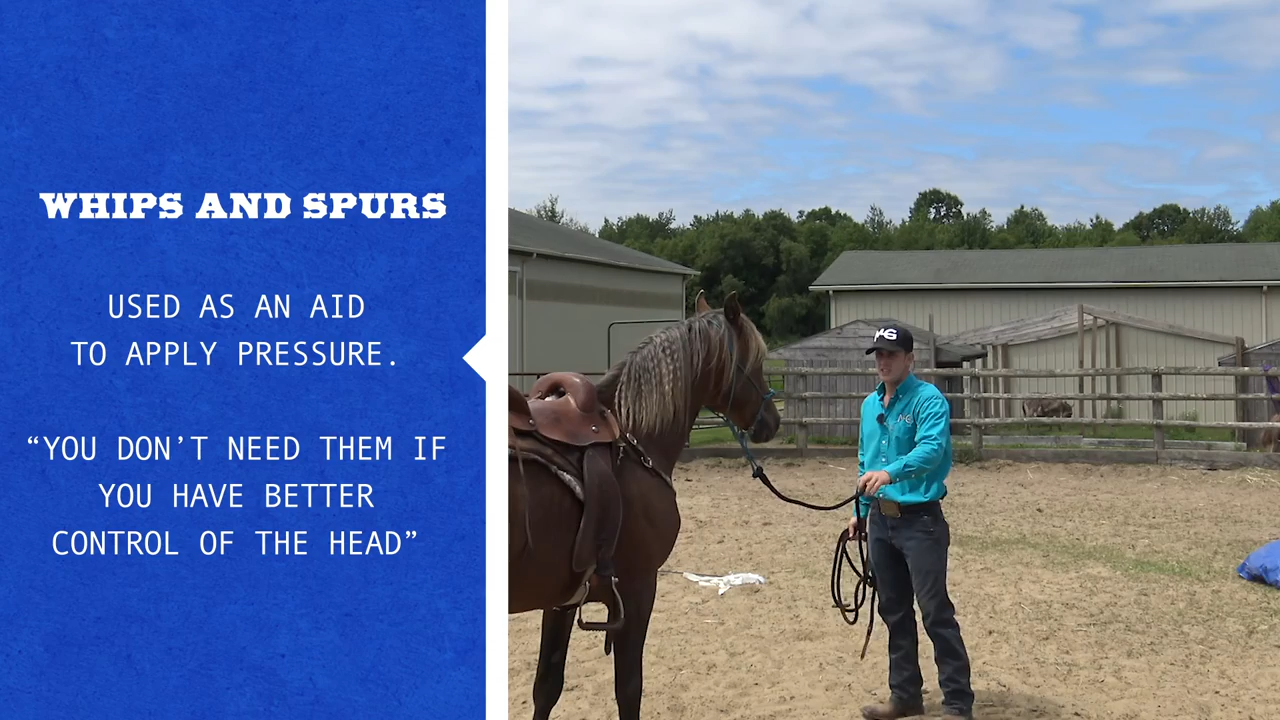 WHIPS AND SPURS
USED AS AN AID
TO APPLY PRESSURE.
“YOU DON’T NEED THEM IF
YOU HAVE BETTER
CONTROL OF THE HEAD”